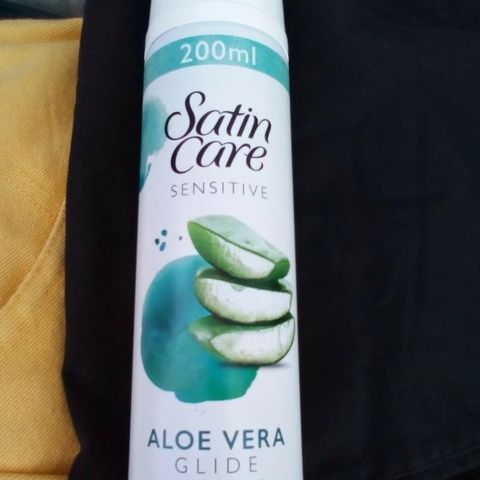 200ml
Satin
Care
SENSITIVE
ALOE VERA
GLIDE